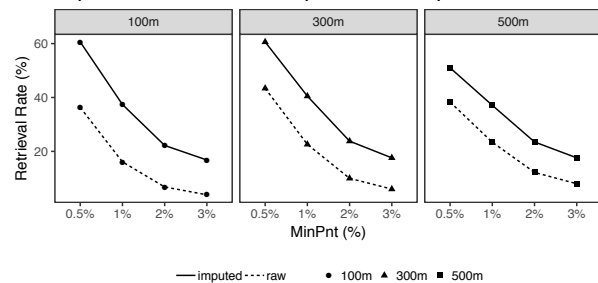 100m 300m 500m
60
40
20
Retrieval Rate (%)
0.5% 1% 2% 3% 0.5% 1% 2% 3% 0.5% 1% 2% 3%
MinPnt (%)
imputed raw 100m 300m 500m